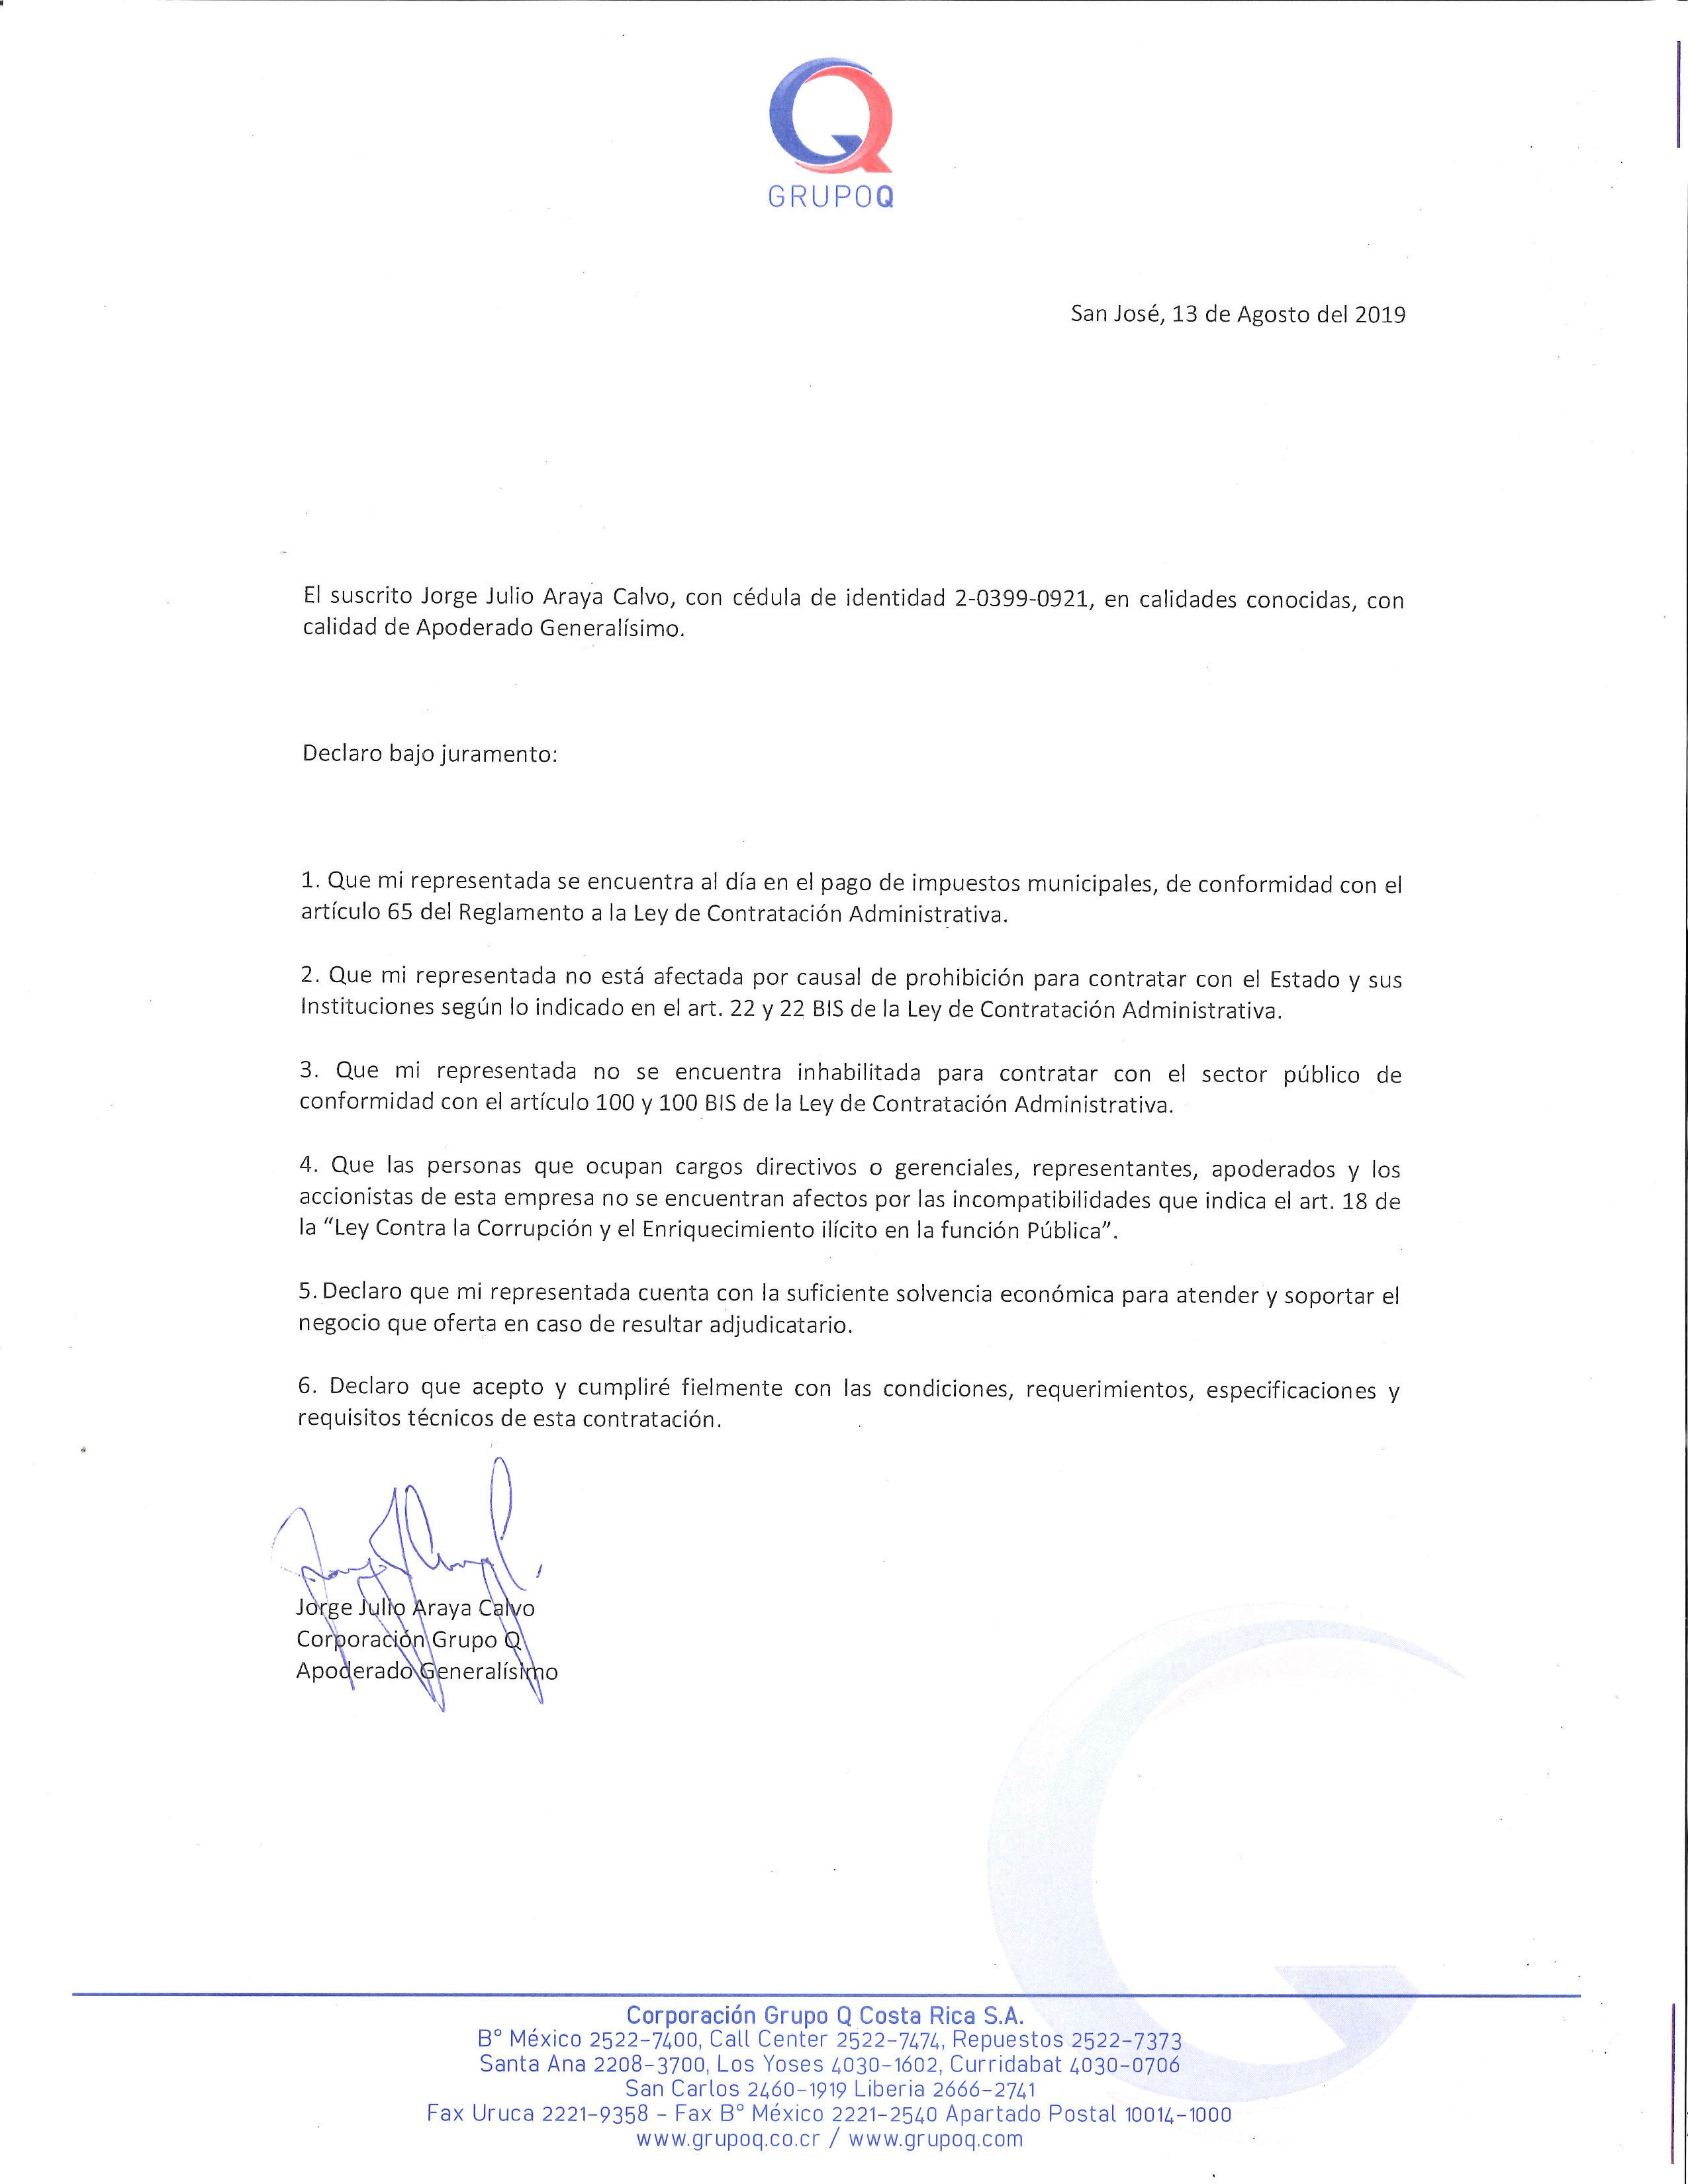 GRUPOQ
San José, 13 de Agosto del 2019
El suscrito Jorge Julio Araya Calvo, con cédula de identidad 2-0399-0921, en calidades conocidas, con
calidad de Apoderado Generalísimo.
Declaro bajo juramento:
1. Que mi representada se encuentra al día en el pago de impuestos municipales, de conformidad con el
artículo 65 del Reglamento a la Ley de Contratación Administrativa.
2. Que mi representada no está afectada por causal de prohibición para contratar con el Estado y sus
Instituciones según lo indicado en el art. 22 y 22 BIS de la Ley de Contratación Administrativa.
3. Que mi representada no se encuentra inhabilitada para contratar con el sector público de
conformidad con el artículo 100 y 100 BIS de la Ley de Contratación Administrativa.
4. Que las personas que ocupan cargos directivos o gerenciales, representantes, apoderados y los
accionistas de esta empresa no se encuentran afectos por las incompatibilidades que indica el art. 18 de
la “Ley Contra la Corrupción y el Enriquecimiento ilícito en la función Pública”.
5. Declaro que mi representada cuenta con la suficiente solvencia económica para atender y soportar el
negocio que oferta en caso de resultar adjudicatario.
6. Declaro que acepto y cumpliré fielmente con las condiciones, requerimientos, especificaciones y
requisitos técnicos de esta contratación.
Jorge Julio Araya Calvo
Corporación Grupo Q
Apoderado Generalísimo
Corporación Grupo Q Costa Rica S.A.
B° México 2522-7400, Call Center 2522-7474, Repuestos 2522-7373
Santa Ana 2208-3700, Los Yoses 4030-1602, Curridabat 4030-0706
San Carlos 2460-1919 Liberia 2666-2741
Fax Uruca 2221-9358 - Fax B° México 2221-2540 Apartado Postal 10014-1000
www.grupoq.co.cr / www.grupoq.com